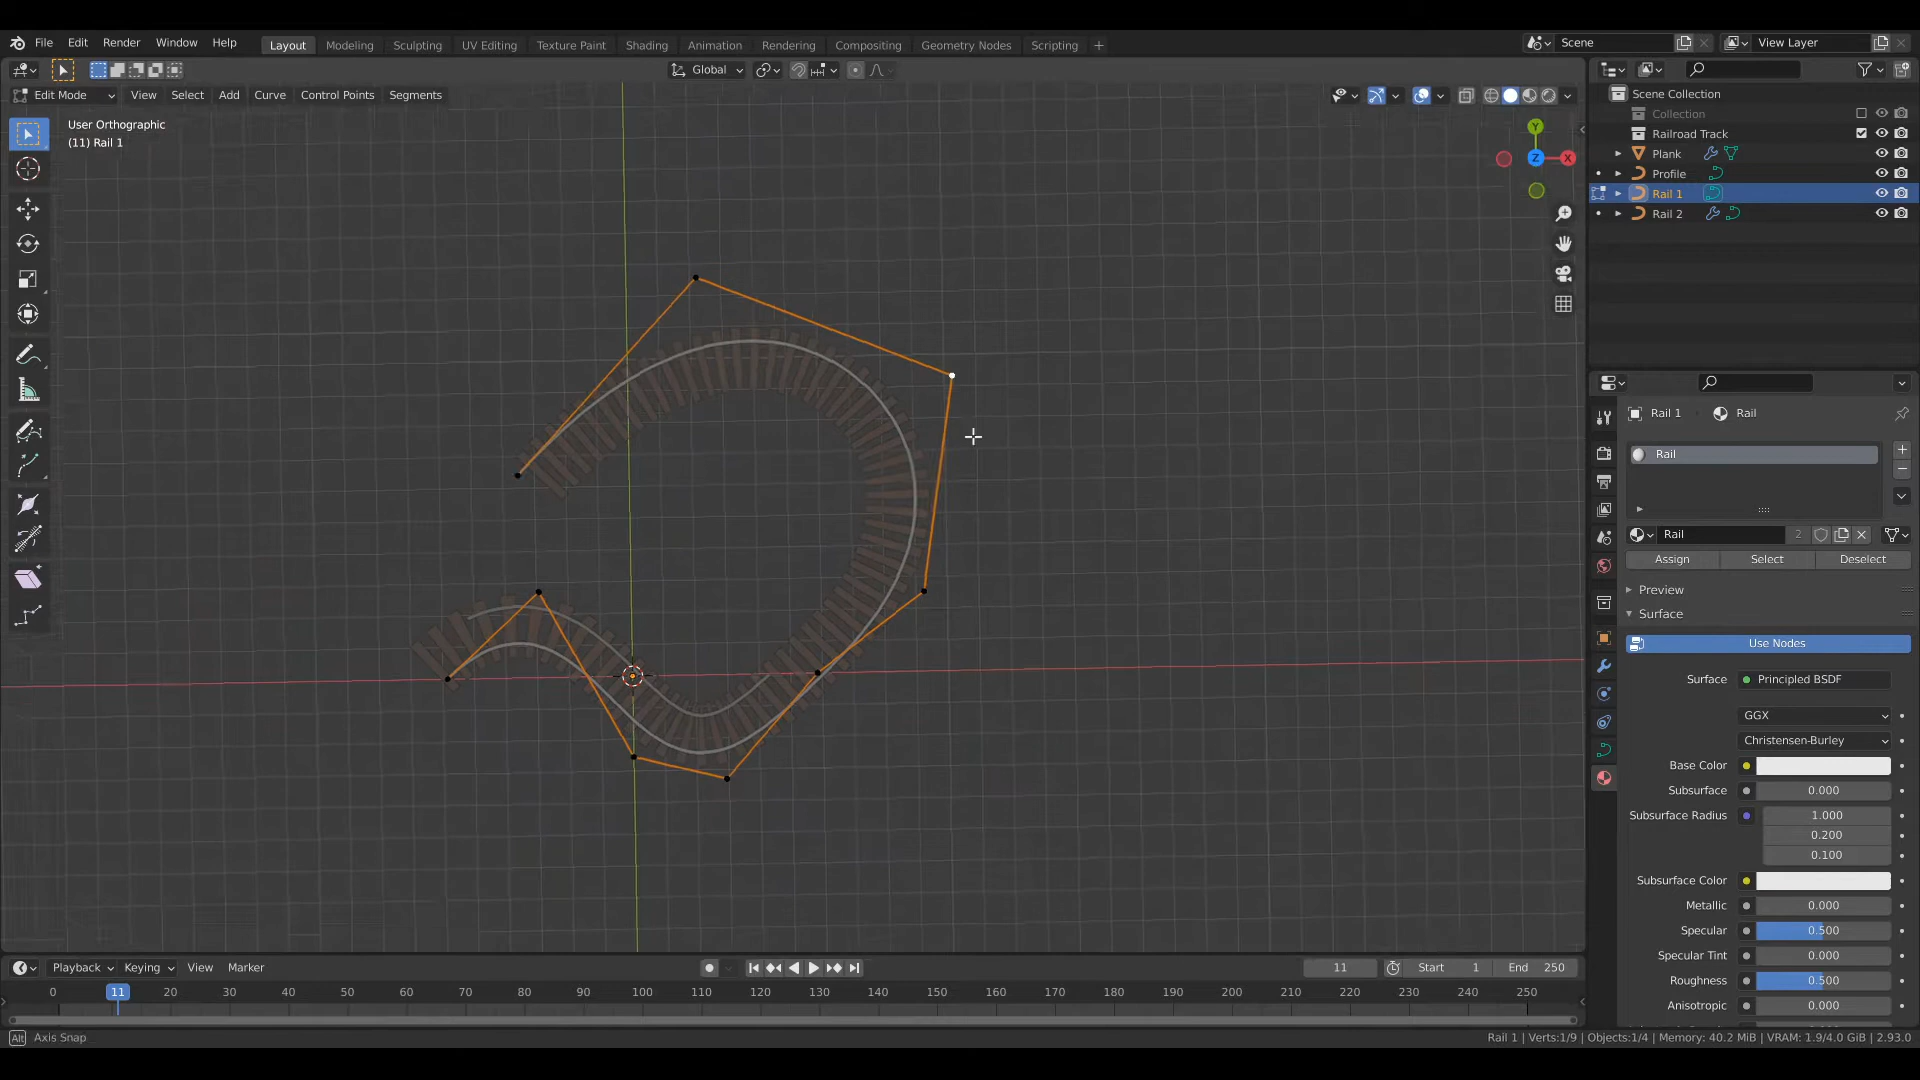 File Edit Render Window Help Layout Modeling Sculpting UV Editing Texture Paint Shading Animation Rendering Compositing Geometry Nodes Scripting + Scene View Layer
Global
Edit Mode View Select Add Curve Control Points Segments
User Orthographic
(11) Rail 1
Y
X
Z
Scene Collection
Collection
Railroad Track
Plank
Profile
Rail 1
Rail 2
Rail 1 Rail
Rail
Rail 2
Assign Select Deselect
Preview
Surface
Use Nodes
Surface Principled BSDF
GGX
Christensen-Burley
Base Color
Subsurface 0.000
Subsurface Radius 1.000
0.200
0.100
Subsurface Color
Metallic 0.000
Specular 0.500
Specular Tint 0.000
Roughness 0.500
Anisotropic 0.000
Playback Keying View Marker 11 Start 1 End 250
0 11 20 30 40 50 60 70 80 90 100 110 120 130 140 150 160 170 180 190 200 210 220 230 240 250
Alt Axis Snap Rail 1 | Verts:1/9 | Objects:1/4 | Memory: 40.2 MiB | VRAM: 1.9/4.0 GiB | 2.93.0